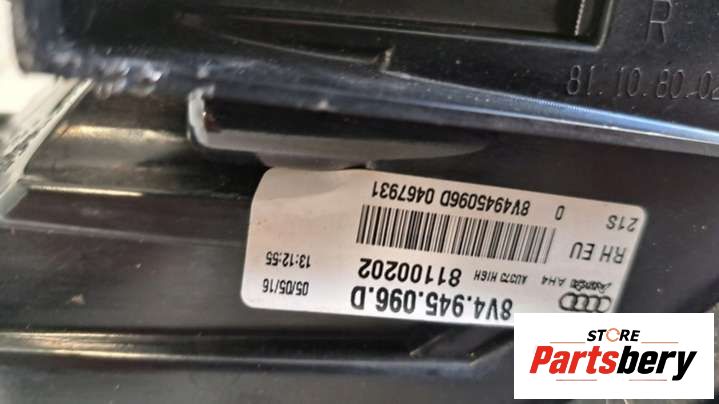 R
81.10.80.02
21S
0
8V4945096D 0467931
RH EU
AH4
AU373 HIGH
81100202
13:12:55
05/05/16
8V4.945.096.D
STORE
Partsbery